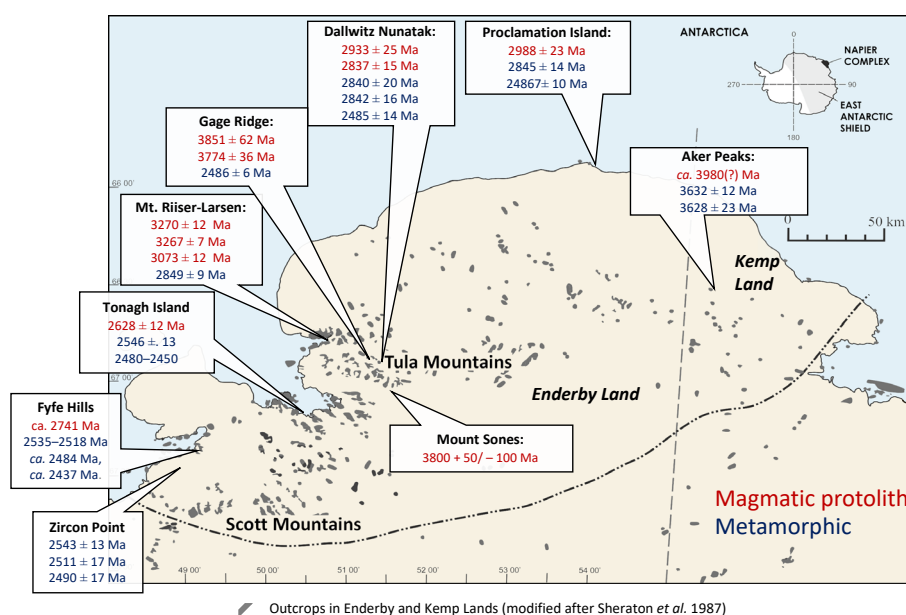 Dallwitz Nunatak:
2933 ± 25 Ma
2837 ± 15 Ma
2840 ± 20 Ma
2842 ± 16 Ma
2485 ± 14 Ma
Proclamation Island:
2988 ± 23 Ma
2845 ± 14 Ma
24867± 10 Ma
ANTARCTICA
0
NAPIER
COMPLEX
270
90
EAST
ANTARCTIC
SHIELD
180
Gage Ridge:
3851 ± 62 Ma
3774 ± 36 Ma
2486 ± 6 Ma
Aker Peaks:
ca. 3980(?) Ma
3632 ± 12 Ma
3628 ± 23 Ma
66 00'
0
50 km
Mt. Riiser-Larsen:
3270 ± 12 Ma
3267 ± 7 Ma
3073 ± 12 Ma
2849 ± 9 Ma
Kemp
Land
68
Tonagh Island
2628 ± 12 Ma
2546 ±. 13
2480–2450
Tula Mountains
67 00'
Enderby Land
Fyfe Hills
ca. 2741 Ma
2535–2518 Ma
ca. 2484 Ma,
ca. 2437 Ma.
Mount Sones:
3800 + 50/ – 100 Ma
Magmatic protolith
Metamorphic
Scott Mountains
Zircon Point
2543 ± 13 Ma
2511 ± 17 Ma
2490 ± 17 Ma
49 00'
50 00'
51 00'
52 00'
53 00'
54 00'
Outcrops in Enderby and Kemp Lands (modified after Sheraton et al. 1987)